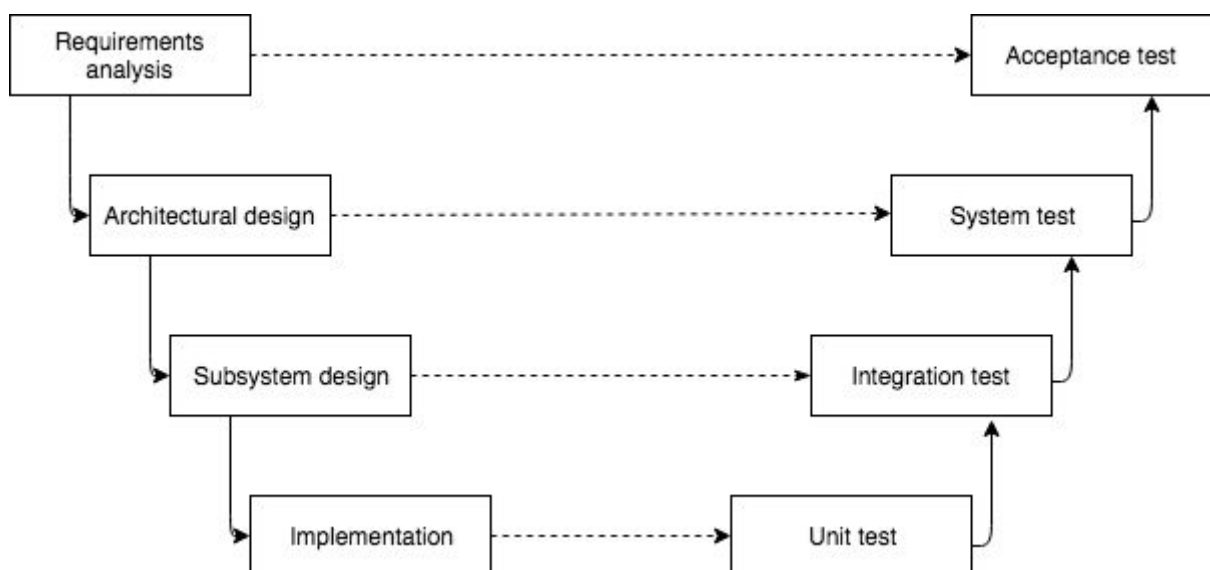 Requirements
analysis
Acceptance test
Architectural design
System test
Subsystem design
Integration test
Implementation
Unit test